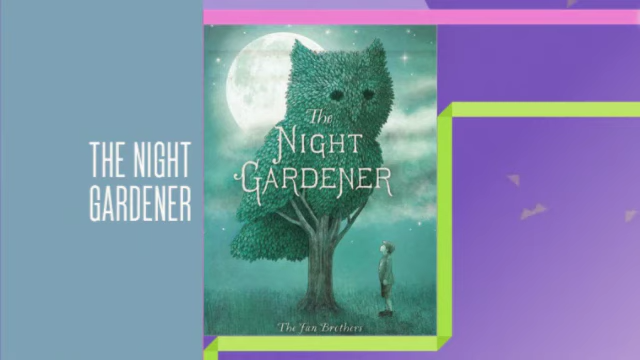 THE NIGHT
GARDENER
The
NIGHT
GARDENER
The Fan Brothers